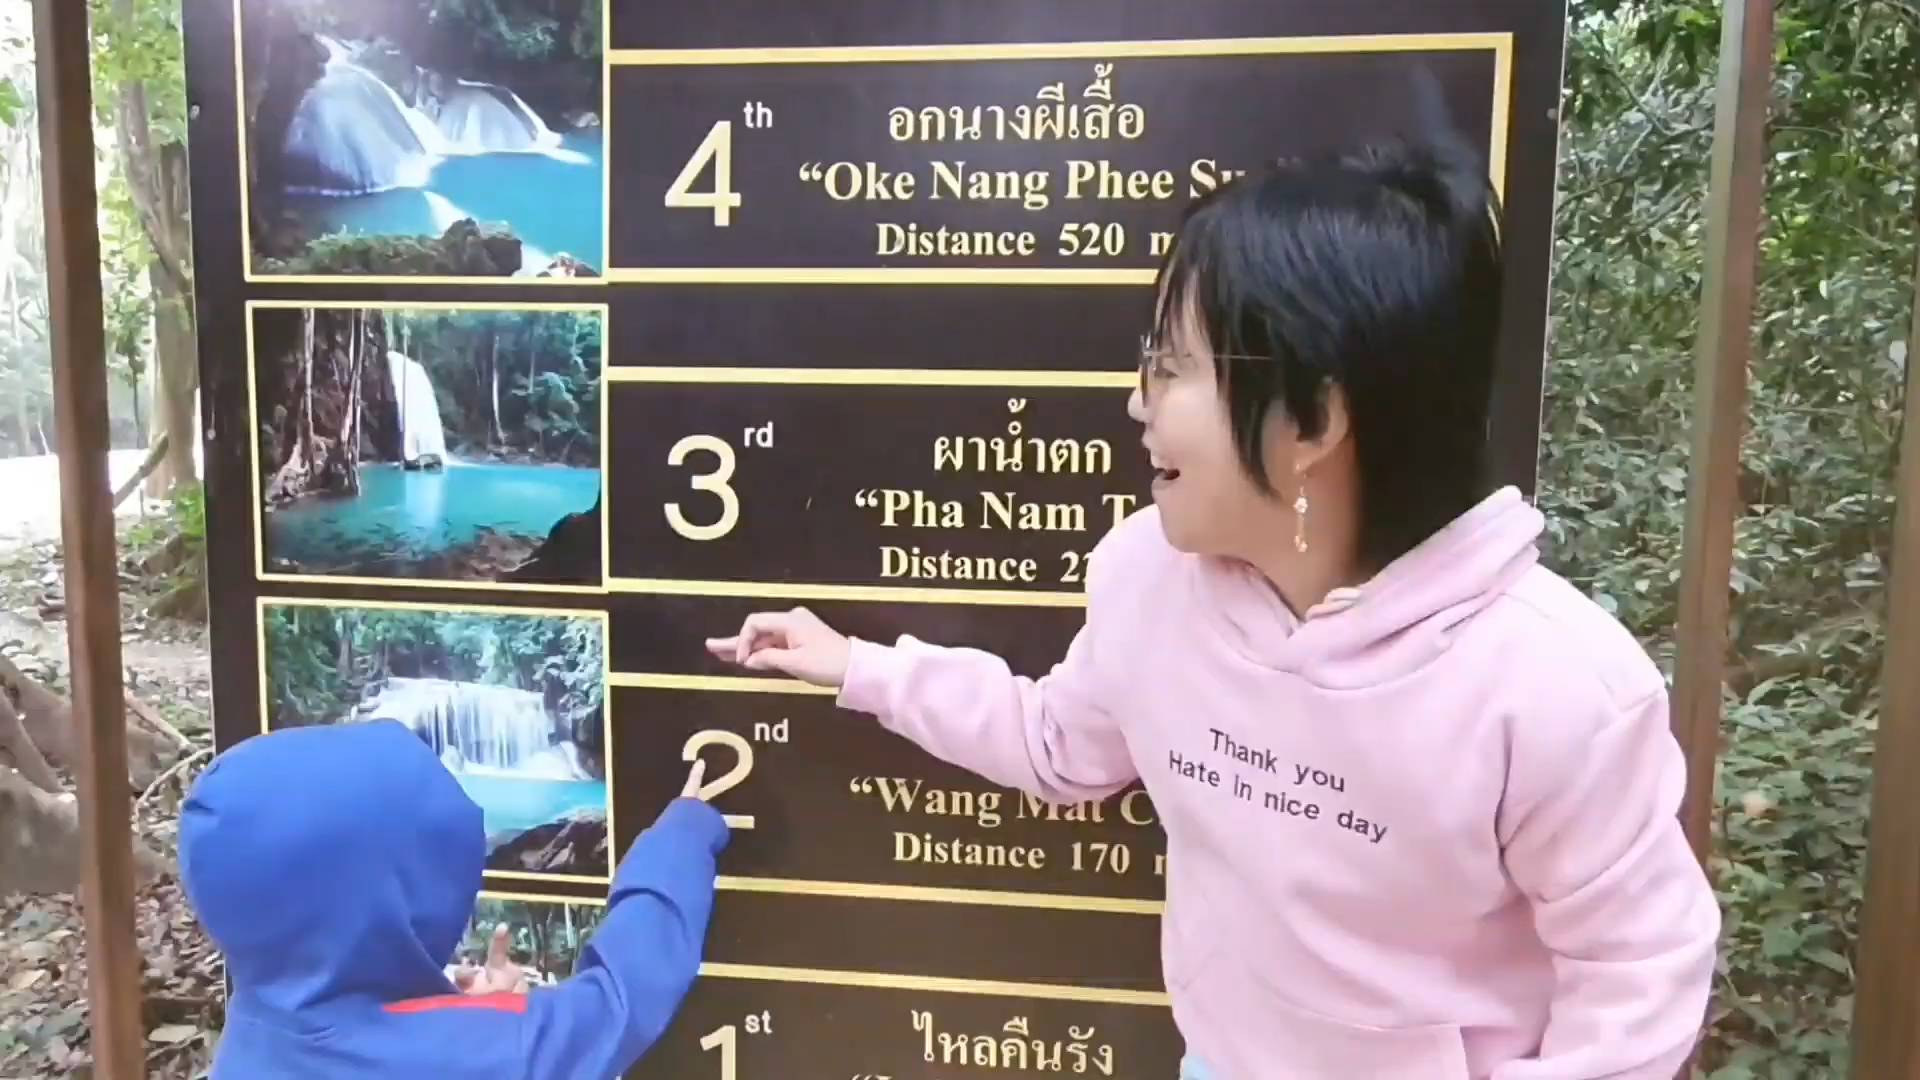 4th
อกนางผีเสื้อ
“Oke Nang Phee
Distance 520
3rd
ผาน้ำตก
“Pha Nam
Distance
2nd
“Wang Mat
Distance 170
1st
ไหลคืนรัง
Thank you
Hate in nice day